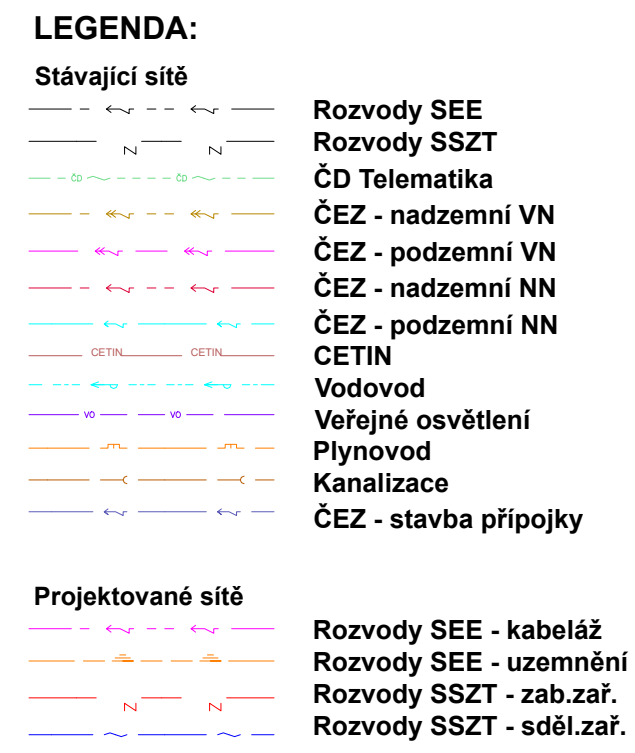 LEGENDA:
Stávající sítě
Rozvody SEE
N N Rozvody SSZT
ČD ČD ČD Telematika
ČEZ - nadzemní VN
ČEZ - podzemní VN
ČEZ - nadzemní NN
ČEZ - podzemní NN
CETIN CETIN CETIN
Vodovod
VO VO Veřejné osvětlení
Plynovod
Kanalizace
ČEZ - stavba přípojky
Projektované sítě
Rozvody SEE - kabeláž
Rozvody SEE - uzemnění
N N Rozvody SSZT - zab.zař.
Rozvody SSZT - sděl.zař.